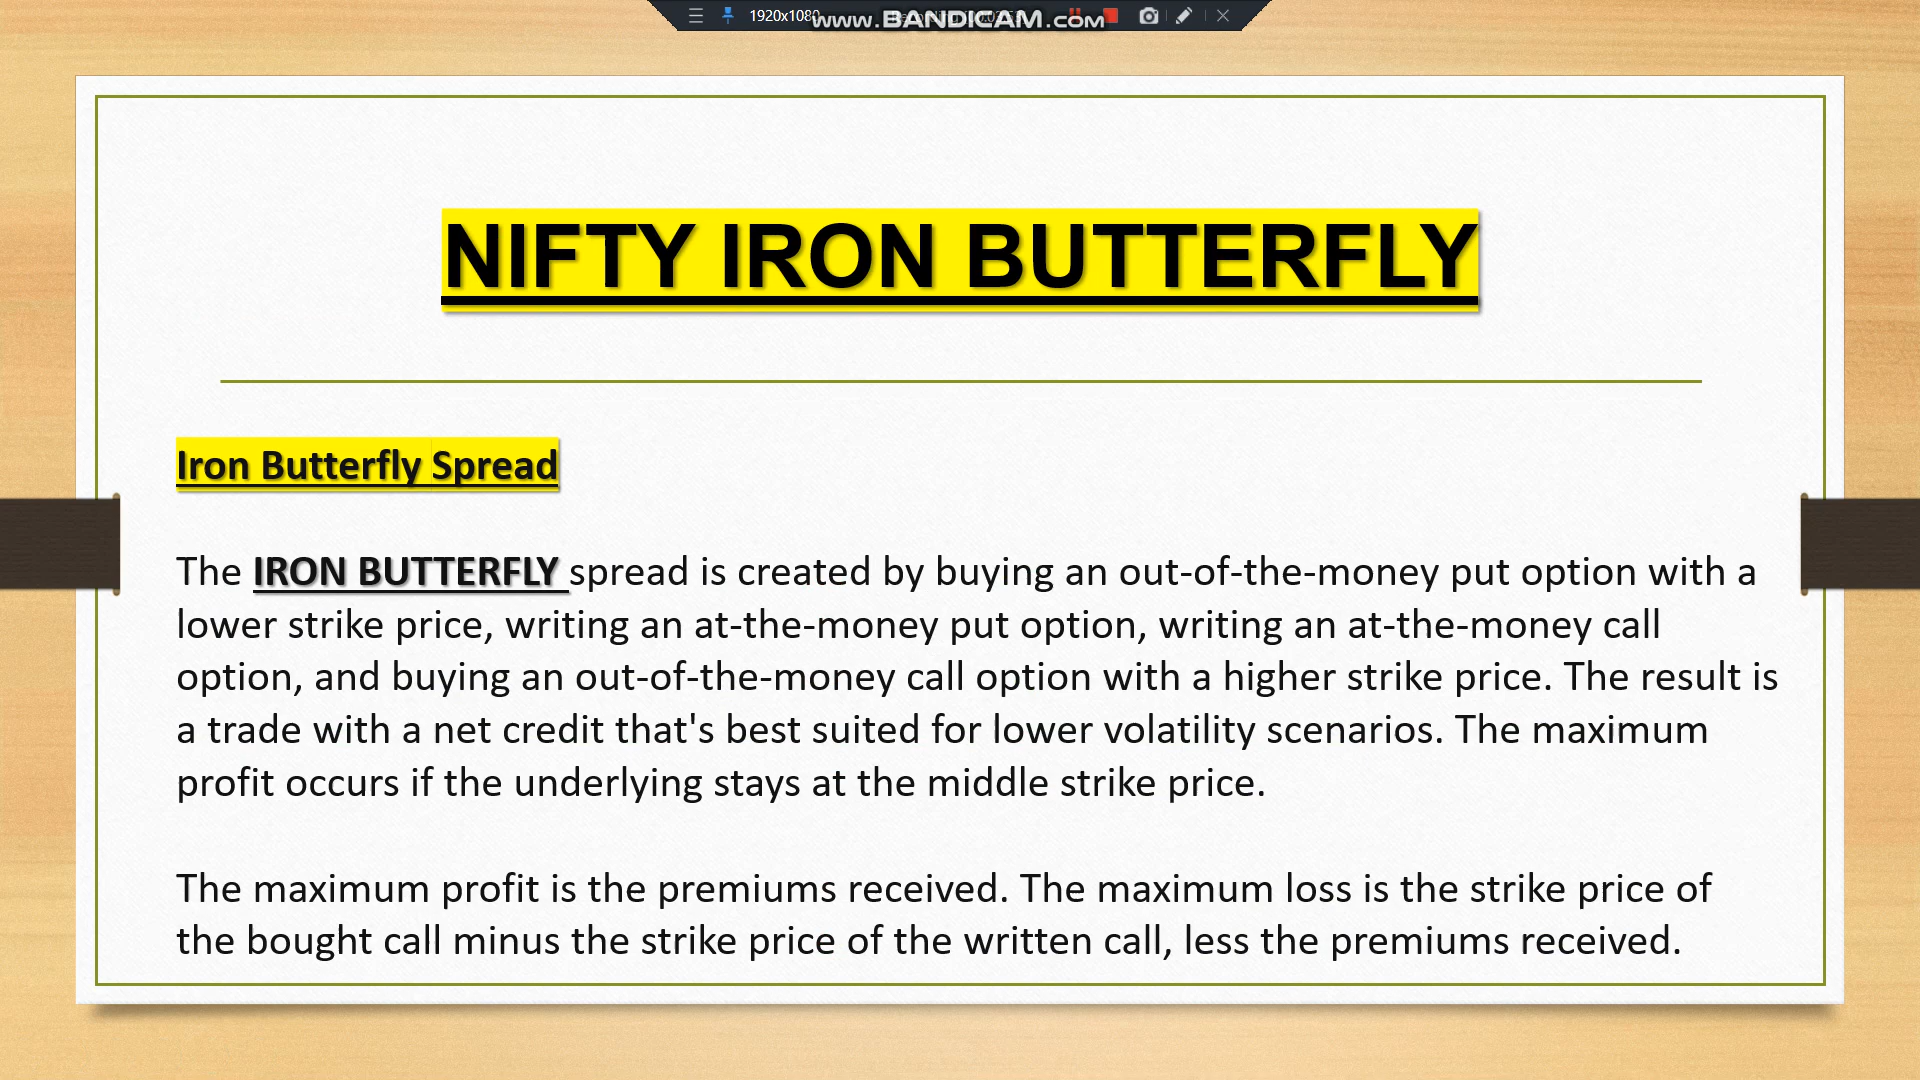 1920x1080
www.BANDICAM.com
NIFTY IRON BUTTERFLY
Iron Butterfly Spread
The IRON BUTTERFLY spread is created by buying an out-of-the-money put option with a
lower strike price, writing an at-the-money put option, writing an at-the-money call
option, and buying an out-of-the-money call option with a higher strike price. The result is
a trade with a net credit that's best suited for lower volatility scenarios. The maximum
profit occurs if the underlying stays at the middle strike price.
The maximum profit is the premiums received. The maximum loss is the strike price of
the bought call minus the strike price of the written call, less the premiums received.